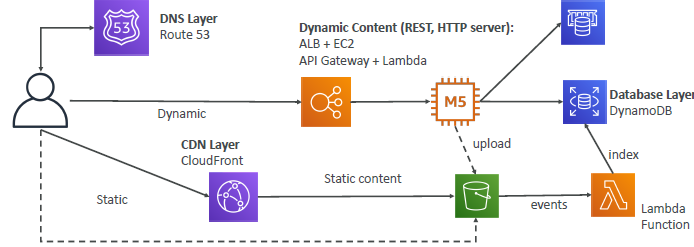 DNS Layer
Route 53
53
Dynamic Content (REST, HTTP server):
ALB + EC2
API Gateway + Lambda
Dynamic
M5
Database Layer
DynamoDB
upload
CDN Layer
CloudFront
Static content
index
Static
events
Lambda
Function